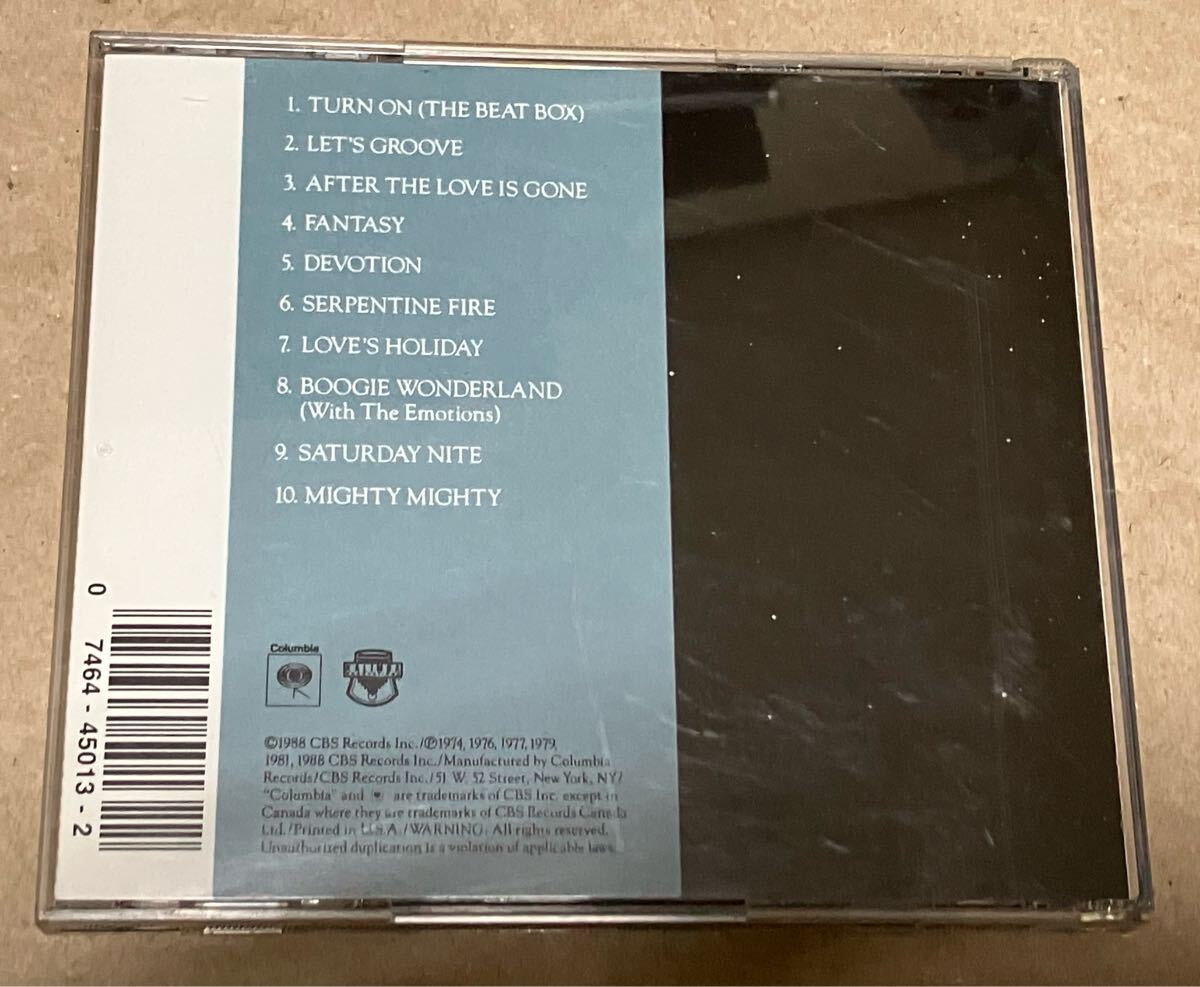 1. TURN ON (THE BEAT BOX)
2. LET'S GROOVE
3. AFTER THE LOVE IS GONE
4. FANTASY
5. DEVOTION
6. SERPENTINE FIRE
7. LOVE'S HOLIDAY
8. BOOGIE WONDERLAND
(With The Emotions)
9. SATURDAY NITE
10. MIGHTY MIGHTY
0 7464-45013-2
Columbia
©1988 CBS Records Inc./℗1974, 1976, 1977, 1979,
1981, 1988 CBS Records Inc./Manufactured by Columbia
Records/CBS Records Inc./51 W. 52 Street, New York, NY/
"Columbia" and are trademarks of CBS Inc. except in
Canada where they are trademarks of CBS Records Canada
Ltd./Printed in U.S.A./WARNING: All rights reserved.
Unauthorized duplication is a violation of applicable laws.